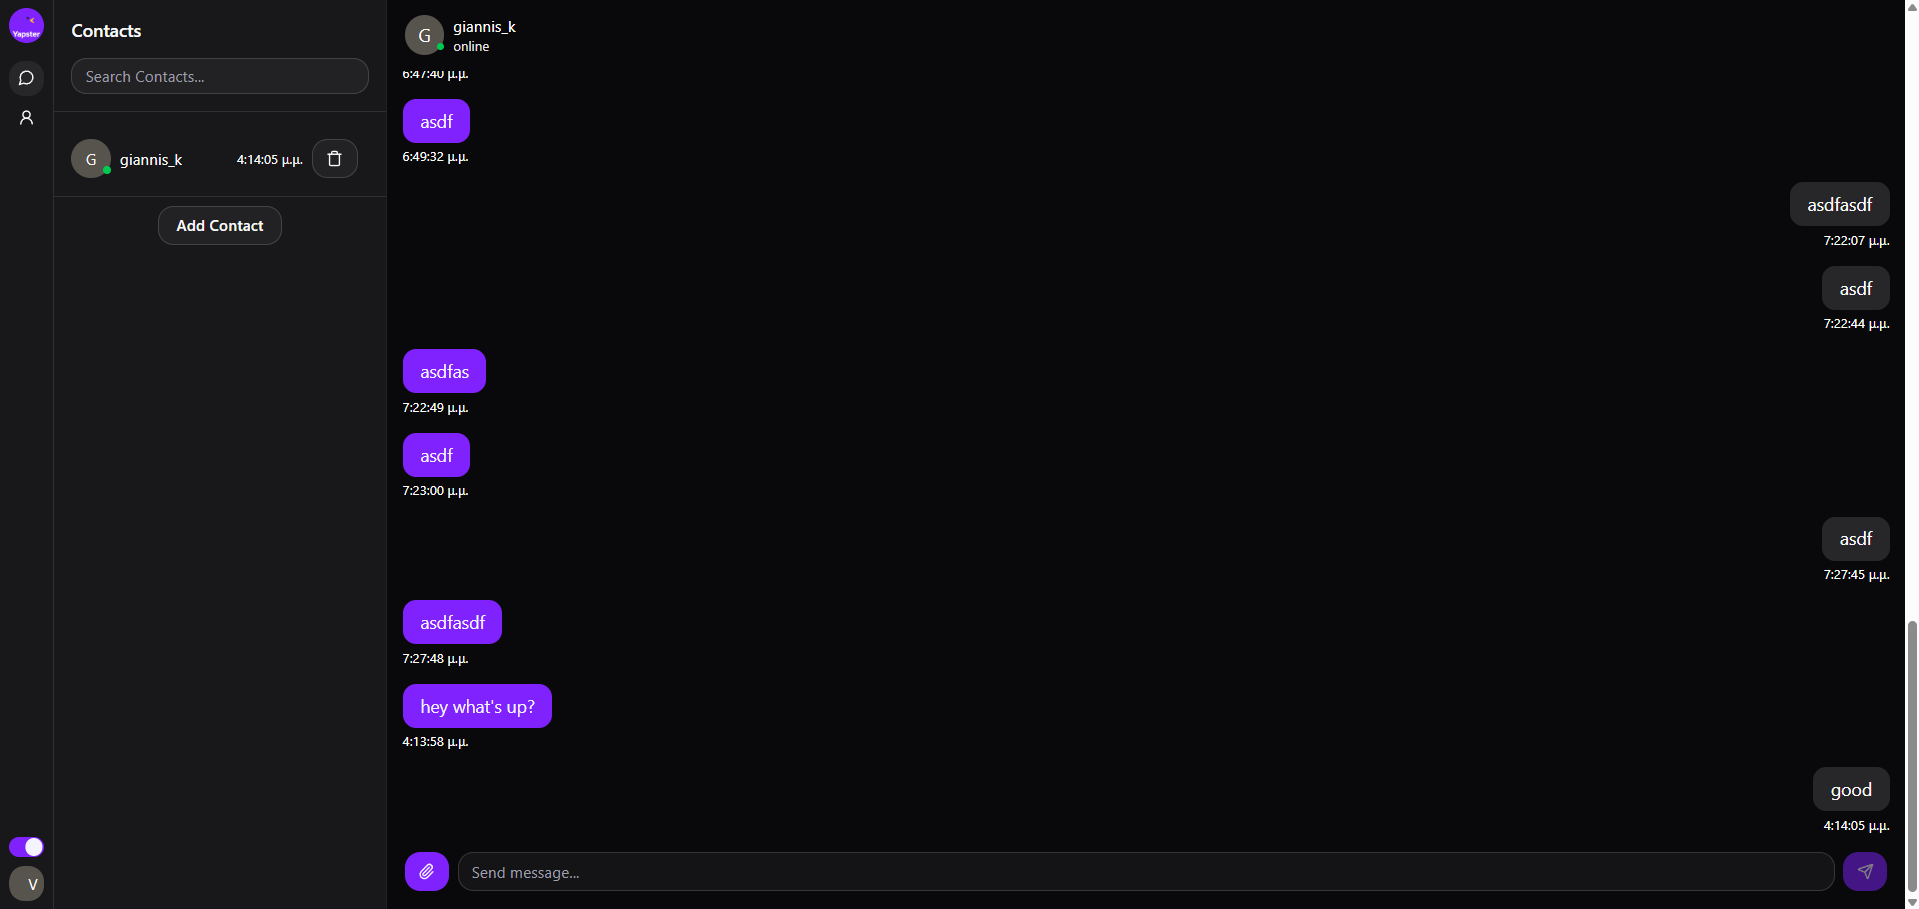 Yapster
Contacts
Search Contacts...
G
giannis_k
4:14:05 μ.μ.
Add Contact
V
G
giannis_k
online
6:47:40 μ.μ.
asdf
6:49:32 μ.μ.
asdfasdf
7:22:07 μ.μ.
asdf
7:22:44 μ.μ.
asdfas
7:22:49 μ.μ.
asdf
7:23:00 μ.μ.
asdf
7:27:45 μ.μ.
asdfasdf
7:27:48 μ.μ.
hey what's up?
4:13:58 μ.μ.
good
4:14:05 μ.μ.
Send message...